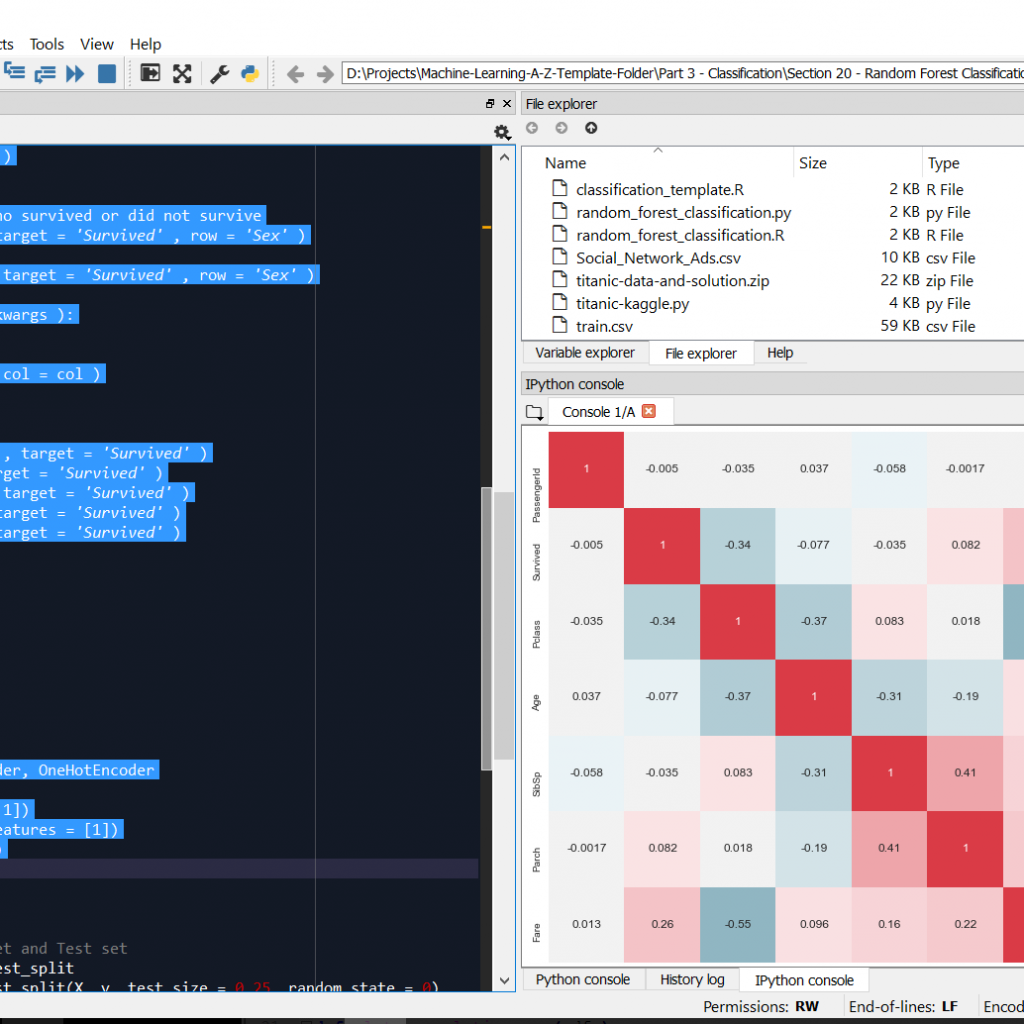 Tools View Help
D:\Projects\Machine-Learning-A-Z-Template-Folder\Part 3 - Classification\Section 20 - Random Forest Classificatio
)
no survived or did not survive
target = 'Survived' , row = 'Sex' )
target = 'Survived' , row = 'Sex' )
kwargs ):
col = col )
, target = 'Survived' )
rget = 'Survived' )
target = 'Survived' )
target = 'Survived' )
target = 'Survived' )
der, OneHotEncoder
1])
eatures = [1])
et and Test set
est_split
st_split(X, y, test_size = 0.25, random_state = 0)
File explorer
Name Size Type
classification_template.R 2 KB R File
random_forest_classification.py 2 KB py File
random_forest_classification.R 2 KB R File
Social_Network_Ads.csv 10 KB csv File
titanic-data-and-solution.zip 22 KB zip File
titanic-kaggle.py 4 KB py File
train.csv 59 KB csv File
Variable explorer File explorer Help
IPython console
Console 1/A
PassengerId 1 -0.005 -0.035 0.037 -0.058 -0.0017
Survived -0.005 1 -0.34 -0.077 -0.035 0.082
Pclass -0.035 -0.34 1 -0.37 0.083 0.018
Age 0.037 -0.077 -0.37 1 -0.31 -0.19
SibSp -0.058 -0.035 0.083 -0.31 1 0.41
Parch -0.0017 0.082 0.018 -0.19 0.41 1
Fare 0.013 0.26 -0.55 0.096 0.16 0.22
Python console History log IPython console
Permissions: RW End-of-lines: LF Encod